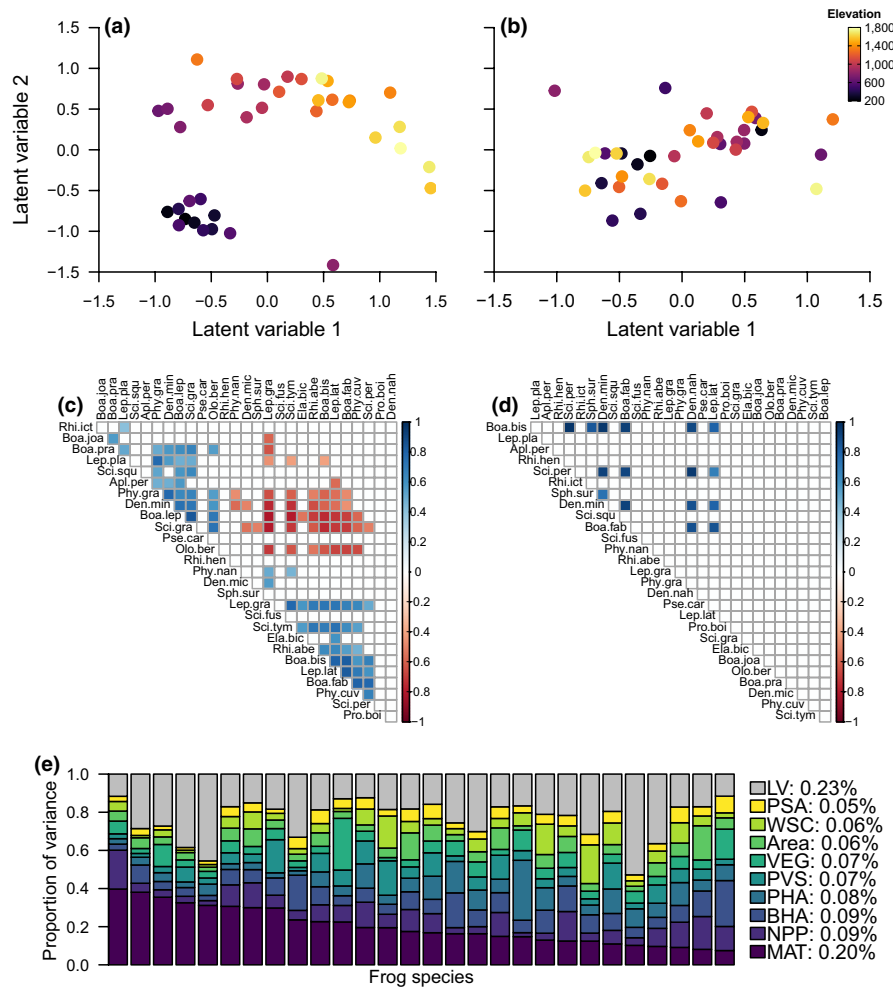 (a)
(b)
Elevation
1,800
1,400
1,000
600
200
Latent variable 2
1.5
1.0
0.5
0.0
−0.5
−1.0
−1.5
−1.5 −1.0 −0.5 0.0 0.5 1.0 1.5
Latent variable 1
1.5
1.0
0.5
0.0
−0.5
−1.0
−1.5
−1.5 −1.0 −0.5 0.0 0.5 1.0 1.5
Latent variable 1
(c)
Boa.joa
Boa.pra
Lep.pla
Sci.squ
Apl.per
Phy.gra
Den.min
Boa.lep
Sci.gra
Pse.car
Olo.ber
Rhi.hen
Phy.nan
Den.mic
Sph.sur
Lep.gra
Sci.fus
Sci.tym
Ela.bic
Rhi.abe
Boa.bis
Lep.lat
Boa.fab
Phy.cuv
Sci.per
Pro.boi
Den.nah
Rhi.ict
Boa.joa
Boa.pra
Lep.pla
Sci.squ
Apl.per
Phy.gra
Den.min
Boa.lep
Sci.gra
Pse.car
Olo.ber
Rhi.hen
Phy.nan
Den.mic
Sph.sur
Lep.gra
Sci.fus
Sci.tym
Ela.bic
Rhi.abe
Boa.bis
Lep.lat
Boa.fab
Phy.cuv
Sci.per
Pro.boi
1
0.8
0.6
0.4
0.2
0
−0.2
−0.4
−0.6
−0.8
−1
(d)
Lep.pla
Apl.per
Rhi.hen
Sci.per
Rhi.ict
Sph.sur
Den.min
Sci.squ
Boa.fab
Sci.fus
Phy.nan
Rhi.abe
Lep.gra
Phy.gra
Den.nah
Pse.car
Lep.lat
Pro.boi
Sci.gra
Ela.bic
Boa.joa
Olo.ber
Boa.pra
Den.mic
Phy.cuv
Sci.tym
Boa.lep
Boa.bis
Lep.pla
Apl.per
Rhi.hen
Sci.per
Rhi.ict
Sph.sur
Den.min
Sci.squ
Boa.fab
Sci.fus
Phy.nan
Rhi.abe
Lep.gra
Phy.gra
Den.nah
Pse.car
Lep.lat
Pro.boi
Sci.gra
Ela.bic
Boa.joa
Olo.ber
Boa.pra
Den.mic
Phy.cuv
Sci.tym
1
0.8
0.6
0.4
0.2
0
−0.2
−0.4
−0.6
−0.8
−1
(e)
Proportion of variance
1.0
0.8
0.6
0.4
0.2
0.0
Frog species
LV: 0.23%
PSA: 0.05%
WSC: 0.06%
Area: 0.06%
VEG: 0.07%
PVS: 0.07%
PHA: 0.08%
BHA: 0.09%
NPP: 0.09%
MAT: 0.20%